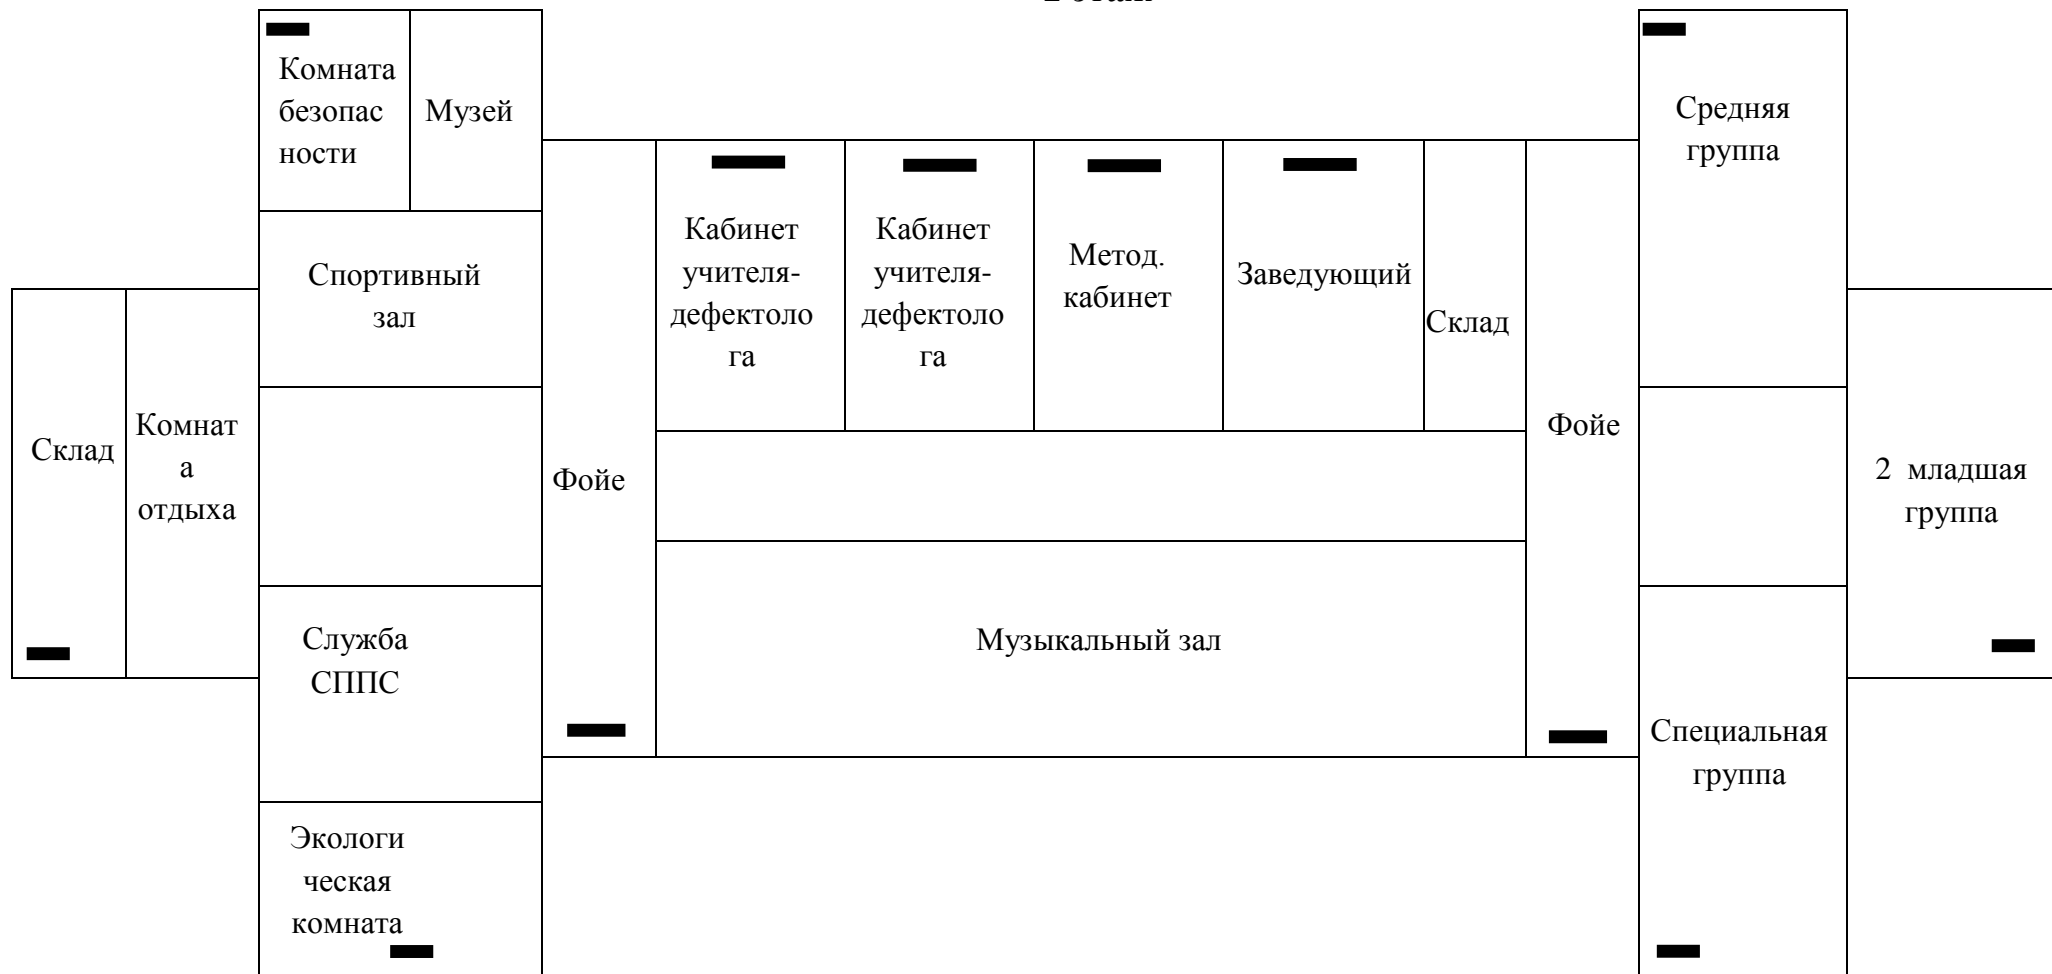 Комната
безопас
ности
Музей
Спортивный
зал
Склад
Комнат
а
отдыха
Служба
СППС
Экологи
ческая
комната
Фойе
Кабинет
учителя-
дефектоло
га
Кабинет
учителя-
дефектоло
га
Метод.
кабинет
Заведующий
Склад
Музыкальный зал
Фойе
Средняя
группа
2 младшая
группа
Специальная
группа